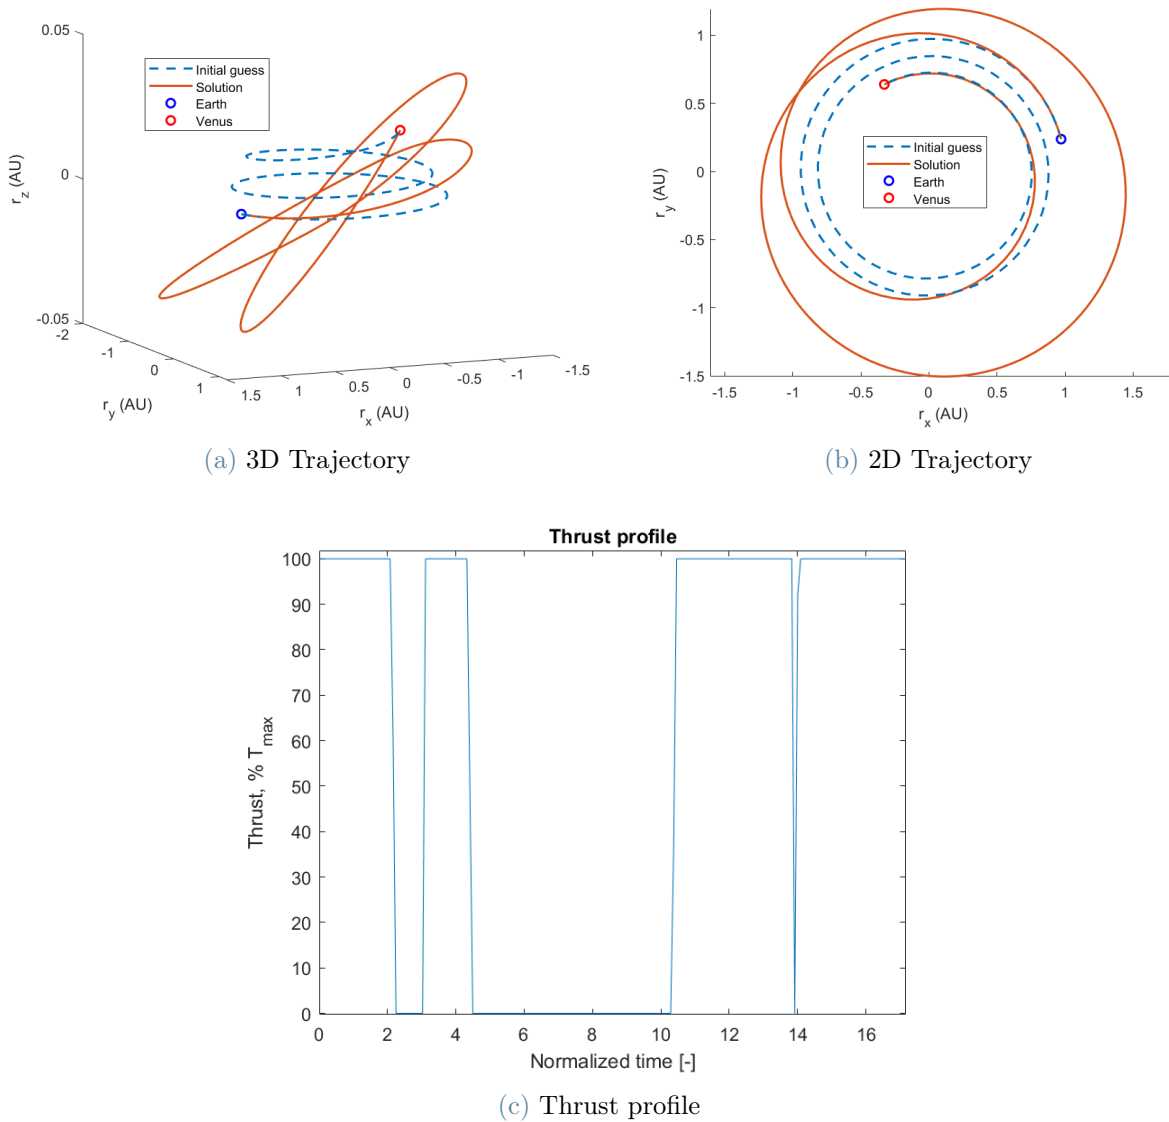 0.05
0
-0.05
r_z (AU)
Initial guess
Solution
Earth
Venus
-2
-1
0
1
r_y (AU)
1.5
1
0.5
0
-0.5
-1
-1.5
r_x (AU)
(a) 3D Trajectory
1
0.5
0
-0.5
-1
-1.5
r_y (AU)
Initial guess
Solution
Earth
Venus
-1.5 -1 -0.5 0 0.5 1 1.5
r_x (AU)
(b) 2D Trajectory
Thrust profile
100
90
80
70
60
50
40
30
20
10
0
Thrust, % T_max
0 2 4 6 8 10 12 14 16
Normalized time [-]
(c) Thrust profile